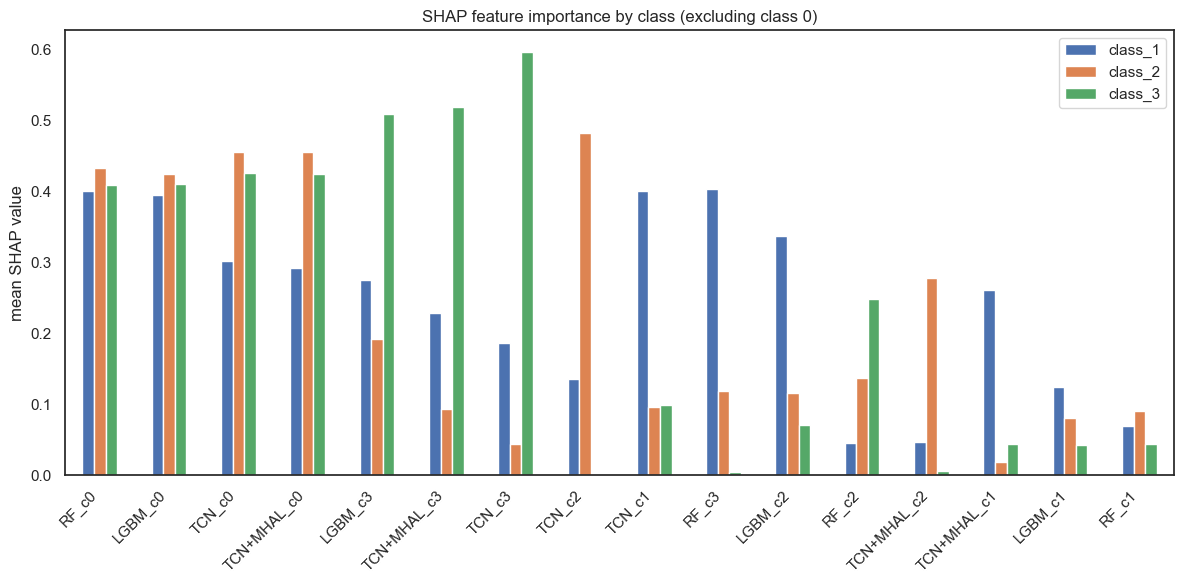 SHAP feature importance by class (excluding class 0)
mean SHAP value
0.6
0.5
0.4
0.3
0.2
0.1
0.0
class_1
class_2
class_3
RF_c0
LGBM_c0
TCN_c0
TCN+MHAL_c0
LGBM_c3
TCN+MHAL_c3
TCN_c3
TCN_c2
TCN_c1
RF_c3
LGBM_c2
RF_c2
TCN+MHAL_c2
TCN+MHAL_c1
LGBM_c1
RF_c1